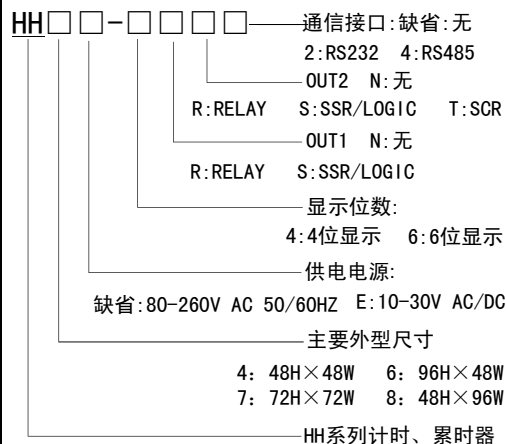 HH□□-□□□□ 通信接口:缺省:无
2:RS232 4:RS485
OUT2 N:无
R:RELAY S:SSR/LOGIC T:SCR
OUT1 N:无
R:RELAY S:SSR/LOGIC
显示位数:
4:4位显示 6:6位显示
供电电源:
缺省:80-260V AC 50/60HZ E:10-30V AC/DC
主要外型尺寸
4: 48H×48W 6: 96H×48W
7: 72H×72W 8: 48H×96W
HH系列计时、累时器